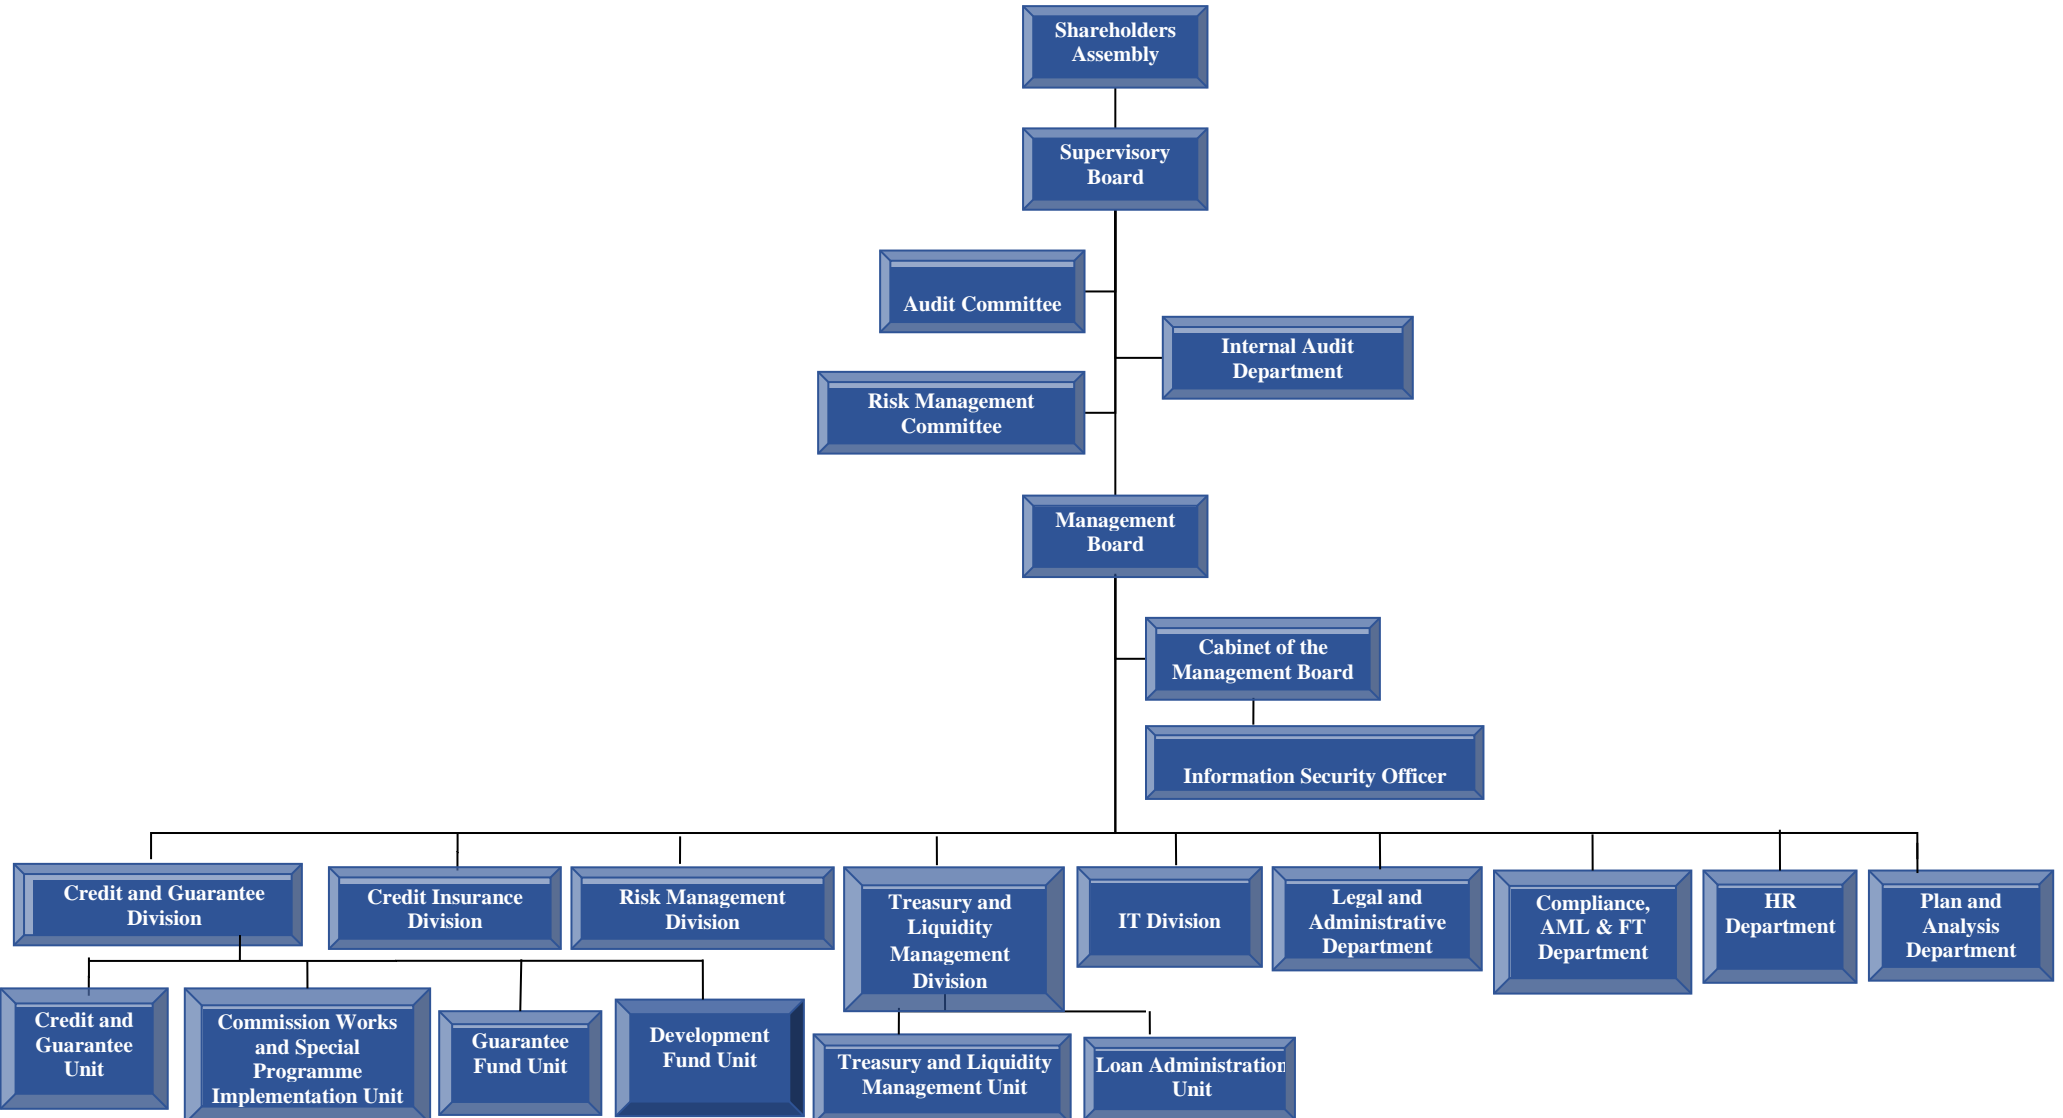 Shareholders
Assembly
Supervisory
Board
Audit Committee
Internal Audit
Department
Risk Management
Committee
Management
Board
Cabinet of the
Management Board
Information Security Officer
Credit and Guarantee
Division
Credit Insurance
Division
Risk Management
Division
Treasury and
Liquidity
Management
Division
IT Division
Legal and
Administrative
Department
Compliance,
AML & FT
Department
HR
Department
Plan and
Analysis
Department
Credit and
Guarantee
Unit
Commission Works
and Special
Programme
Implementation Unit
Guarantee
Fund Unit
Development
Fund Unit
Treasury and Liquidity
Management Unit
Loan Administration
Unit